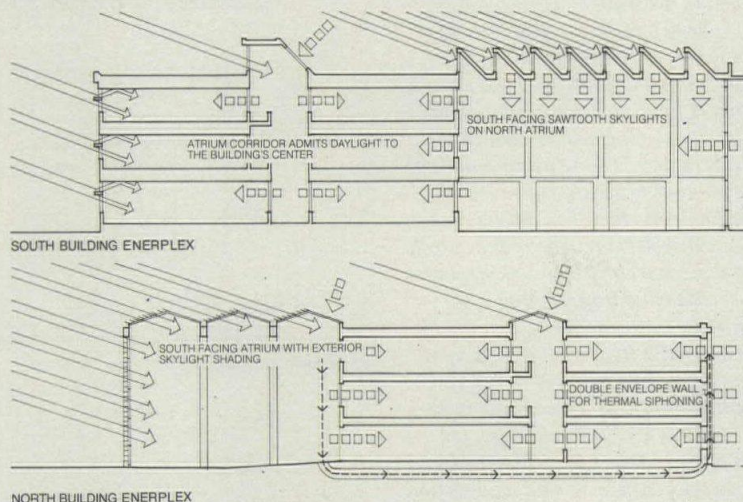 ATRIUM CORRIDOR ADMITS DAYLIGHT TO
THE BUILDING'S CENTER
SOUTH FACING SAWTOOTH SKYLIGHTS
ON NORTH ATRIUM
SOUTH BUILDING ENERPLEX
SOUTH FACING ATRIUM WITH EXTERIOR
SKYLIGHT SHADING
DOUBLE ENVELOPE WALL
FOR THERMAL SIPHONING
NORTH BUILDING ENERPLEX